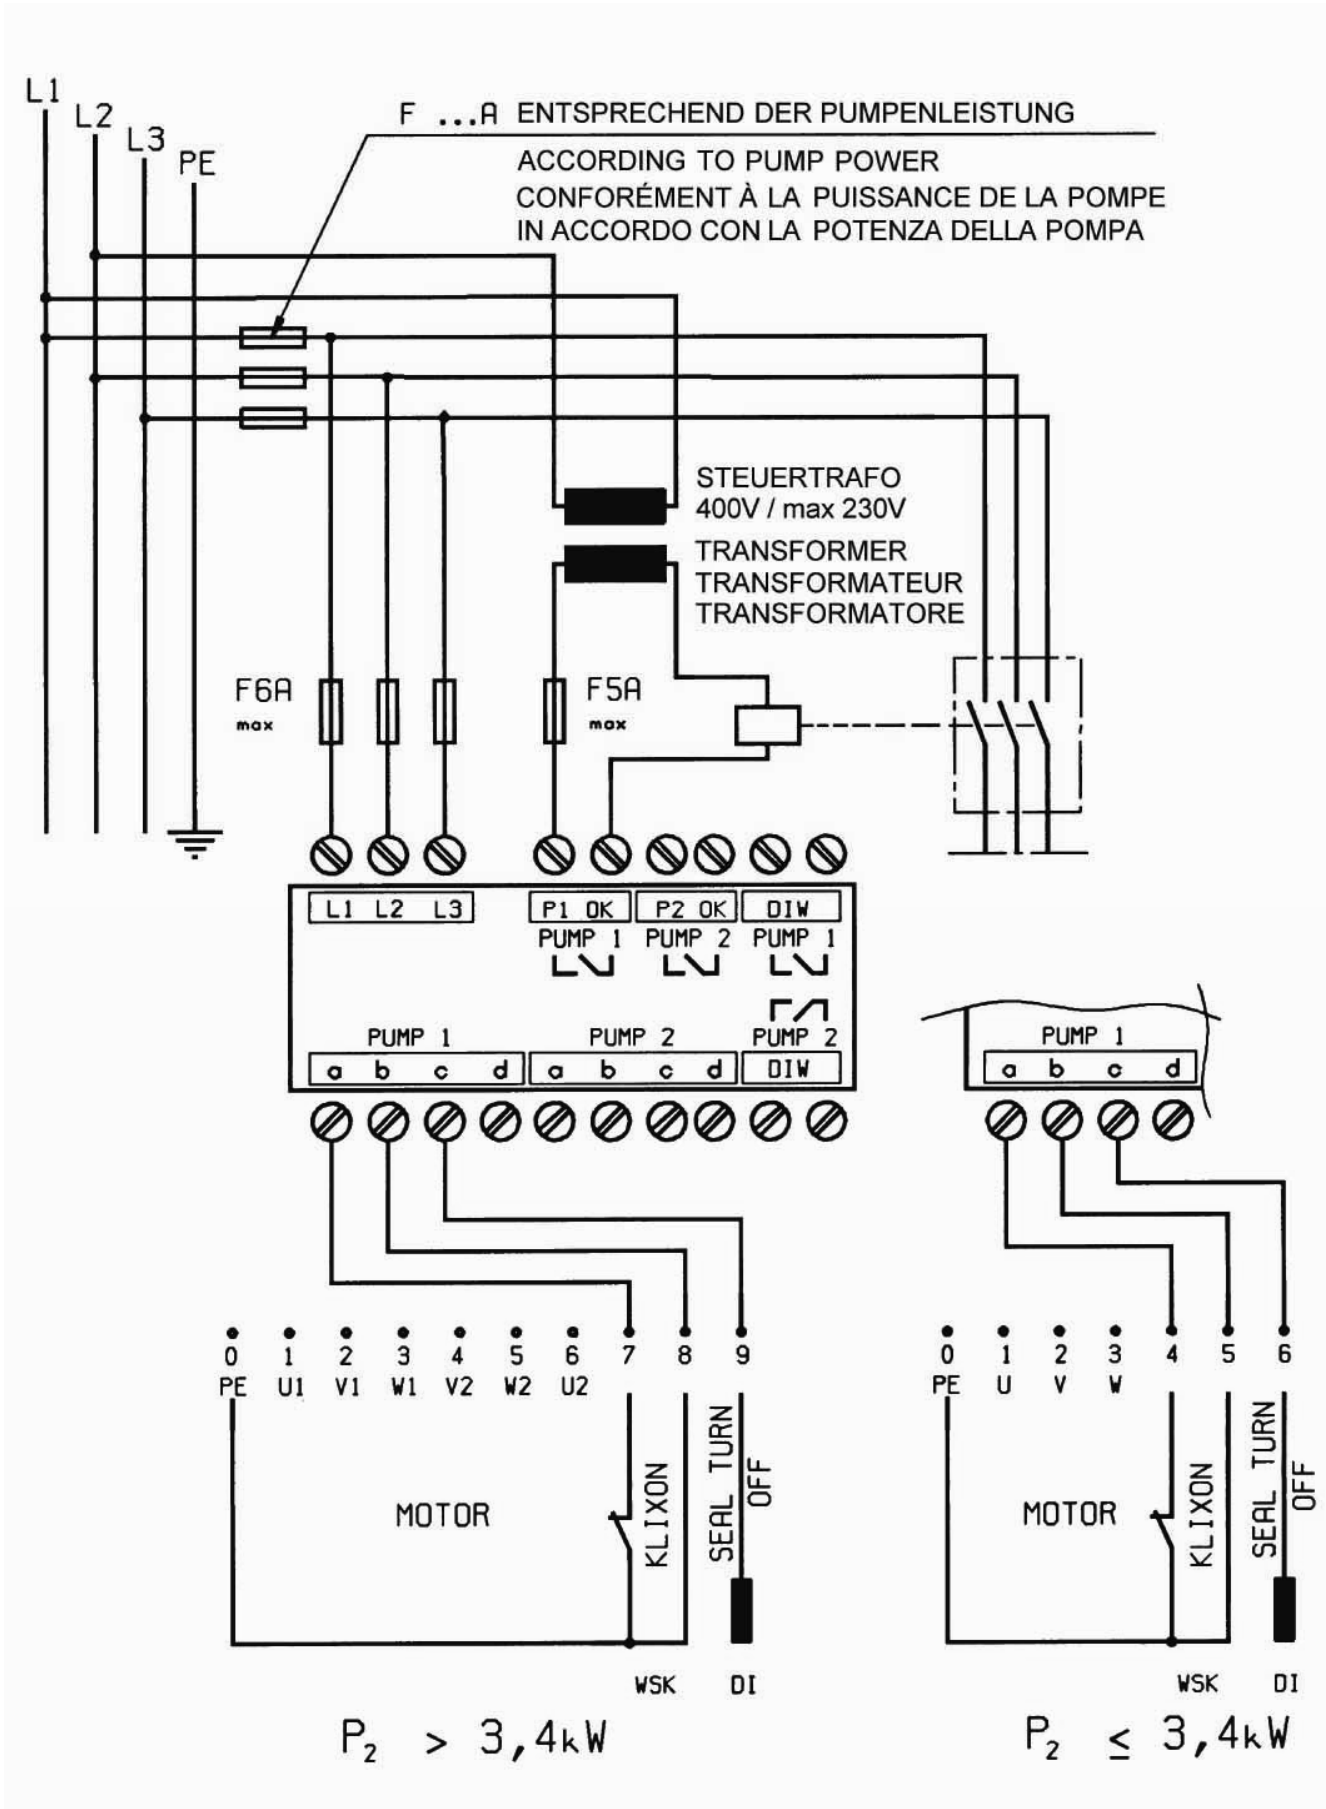 L1
L2
L3
PE
F ...A ENTSPRECHEND DER PUMPENLEISTUNG
ACCORDING TO PUMP POWER
CONFORÉMENT À LA PUISSANCE DE LA POMPE
IN ACCORDO CON LA POTENZA DELLA POMPA
STEUERTRAFO
400V / max 230V
TRANSFORMER
TRANSFORMATEUR
TRANSFORMATORE
F6A
max
F5A
max
L1 L2 L3
P1 OK
P2 OK
DIW
PUMP 1
PUMP 2
PUMP 1
PUMP 1
PUMP 2
PUMP 2
a b c d
a b c d
DIW
PUMP 1
a b c d
0 1 2 3 4 5 6 7 8 9
PE U1 V1 W1 V2 W2 U2
MOTOR
KLIXON
SEAL TURN
OFF
WSK
DI
P2 > 3,4kW
0 1 2 3 4 5 6
PE U V W
MOTOR
KLIXON
SEAL TURN
OFF
WSK
DI
P2 ≤ 3,4kW